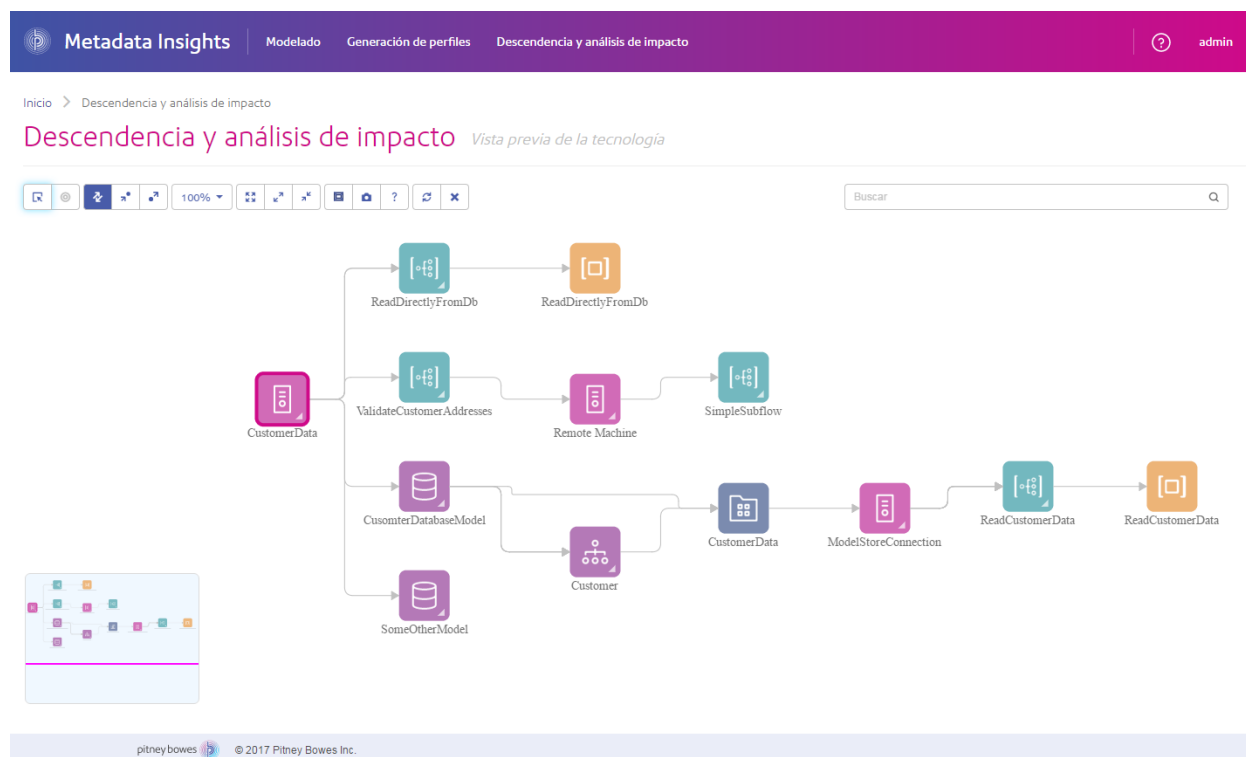 Metadata Insights Modelado Generación de perfiles Descendencia y análisis de impacto ? admin
Inicio > Descendencia y análisis de impacto
Descendencia y análisis de impacto Vista previa de la tecnología
100% ? Buscar
ReadDirectlyFromDb ReadDirectlyFromDb
ValidateCustomerAddresses SimpleSubflow
CustomerData Remote Machine
CusomterDatabaseModel ReadCustomerData ReadCustomerData
CustomerData ModelStoreConnection
Customer
SomeOtherModel
pitney bowes © 2017 Pitney Bowes Inc.